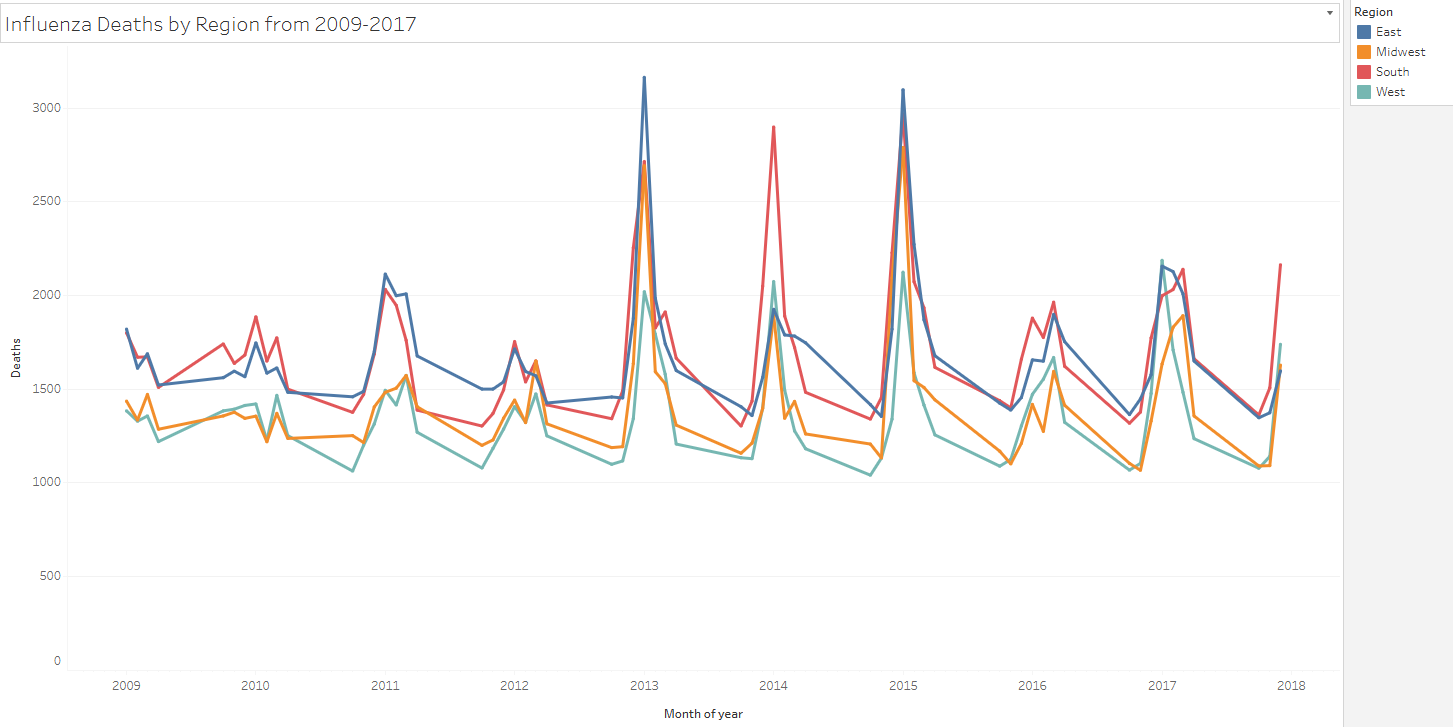 Influenza Deaths by Region from 2009-2017
Region
East
Midwest
South
West
3000
2500
2000
1500
1000
500
0
Deaths
2009 2010 2011 2012 2013 2014 2015 2016 2017 2018
Month of year